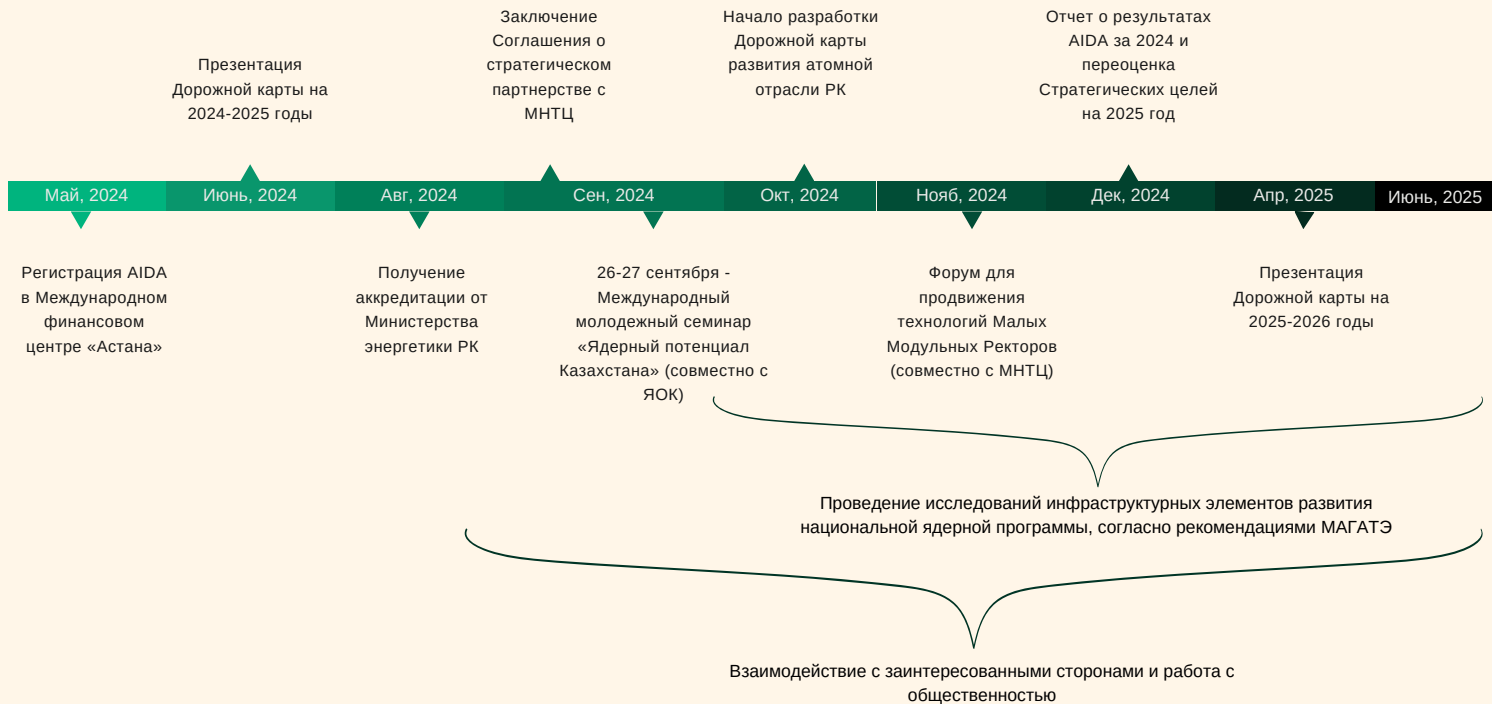 Презентация
Дорожной карты на
2024-2025 годы
Заключение
Соглашения о
стратегическом
партнерстве с
МНТЦ
Начало разработки
Дорожной карты
развития атомной
отрасли РК
Отчет о результатах
AIDA за 2024 и
переоценка
Стратегических целей
на 2025 год
Май, 2024
Июнь, 2024
Авг, 2024
Сен, 2024
Окт, 2024
Нояб, 2024
Дек, 2024
Апр, 2025
Июнь, 2025
Регистрация AIDA
в Международном
финансовом
центре «Астана»
Получение
аккредитации от
Министерства
энергетики РК
26-27 сентября -
Международный
молодежный семинар
«Ядерный потенциал
Казахстана» (совместно с
ЯОК)
Форум для
продвижения
технологий Малых
Модульных Ректоров
(совместно с МНТЦ)
Презентация
Дорожной карты на
2025-2026 годы
Проведение исследований инфраструктурных элементов развития
национальной ядерной программы, согласно рекомендациями МАГАТЭ
Взаимодействие с заинтересованными сторонами и работа с
общественностью